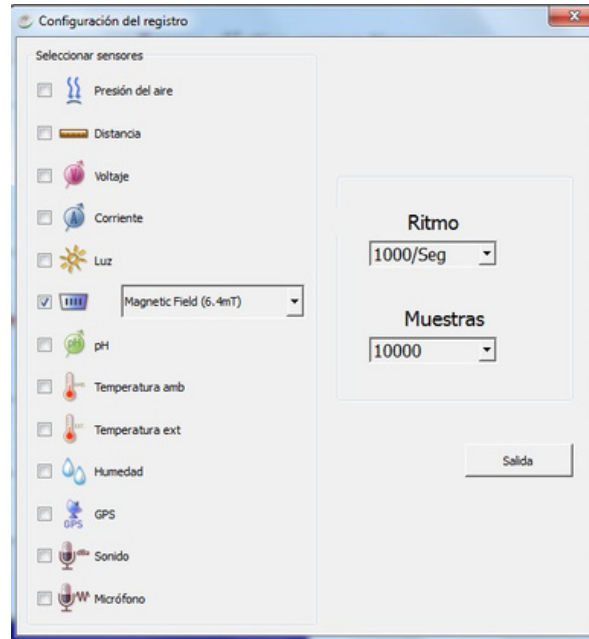 Configuración del registro
Seleccionar sensores
Presión del aire
Distancia
Voltaje
Corriente
Luz
Magnetic Field (6.4mT)
pH
Temperatura amb
Temperatura ext
Humedad
GPS
GPS
Sonido
Micrófono
Ritmo
1000/Seg
Muestras
10000
Salida